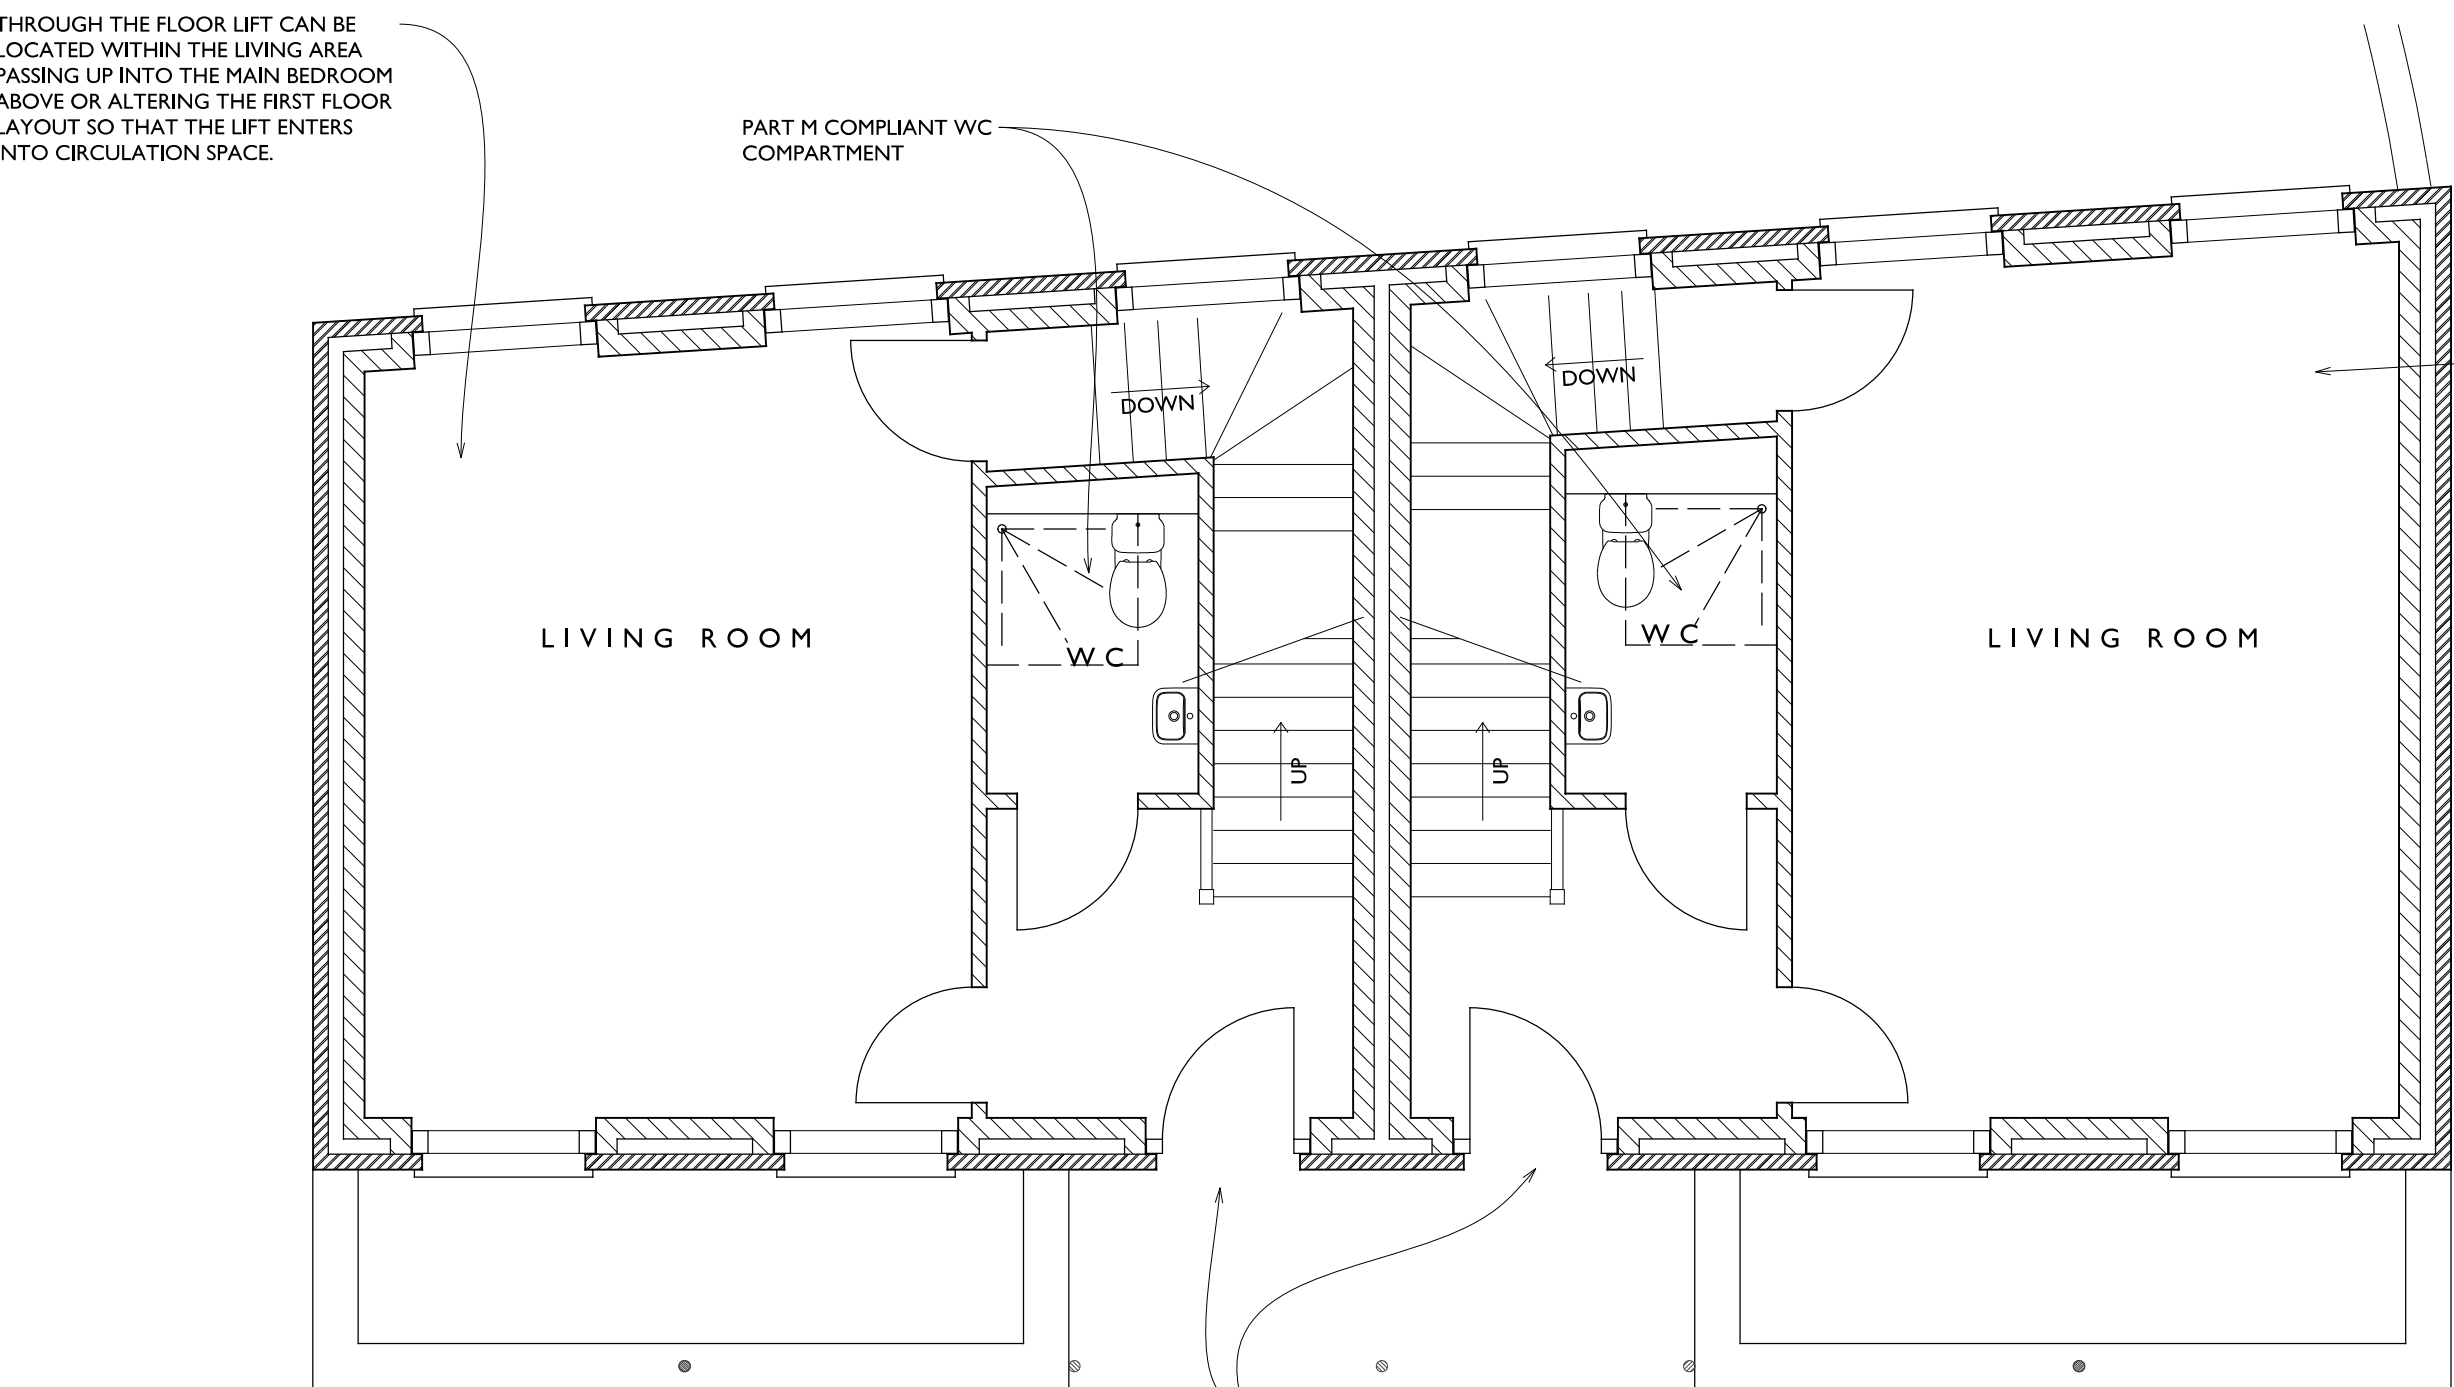 THROUGH THE FLOOR LIFT CAN BE
LOCATED WITHIN THE LIVING AREA
PASSING UP INTO THE MAIN BEDROOM
ABOVE OR ALTERING THE FIRST FLOOR
LAYOUT SO THAT THE LIFT ENTERS
INTO CIRCULATION SPACE.
PART M COMPLIANT WC
COMPARTMENT
DOWN
DOWN
LIVING ROOM
WC
WC
LIVING ROOM
UP
UP